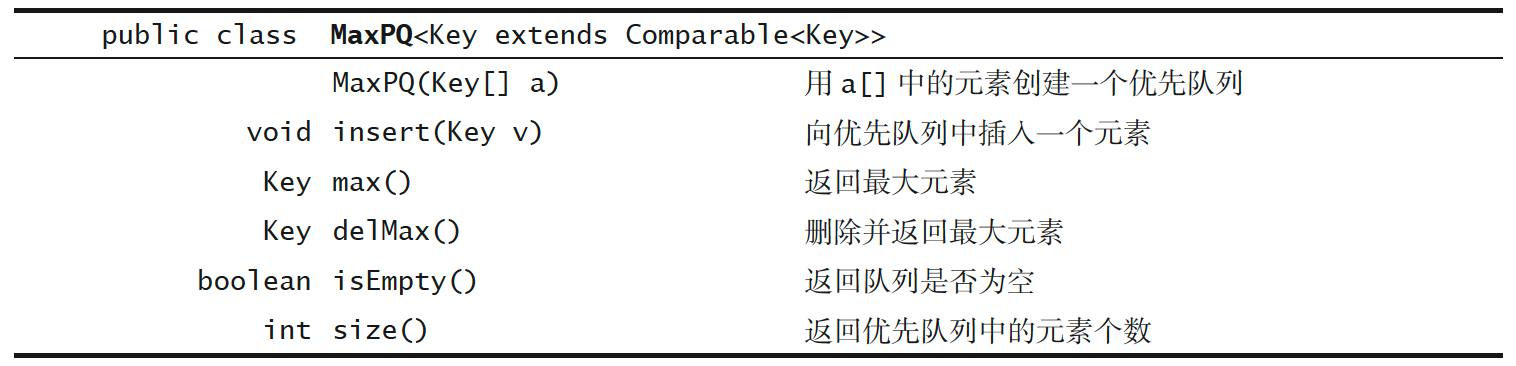 public class MaxPQ<Key extends Comparable<Key>>
MaxPQ(Key[] a) 用 a[] 中的元素创建一个优先队列
void insert(Key v) 向优先队列中插入一个元素
Key max() 返回最大元素
Key delMax() 删除并返回最大元素
boolean isEmpty() 返回队列是否为空
int size() 返回优先队列中的元素个数